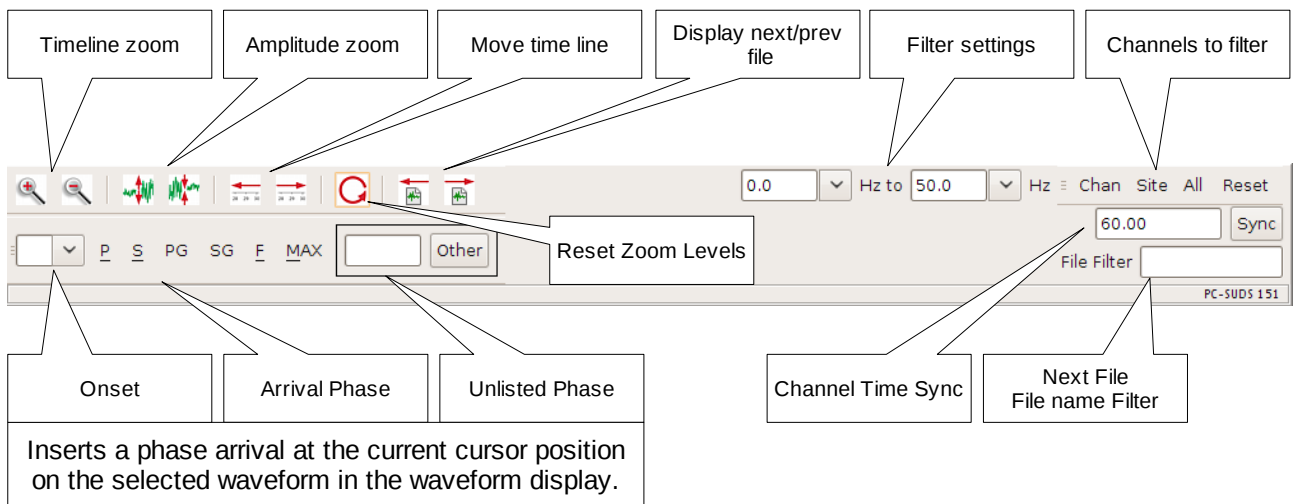 Timeline zoom
Amplitude zoom
Move time line
Display next/prev
file
Filter settings
Channels to filter
0.0 Hz to 50.0 Hz Chan Site All Reset
60.00 Sync
P S PG SG F MAX Other
Reset Zoom Levels
File Filter
PC-SUDS 151
Onset
Arrival Phase
Unlisted Phase
Channel Time Sync
Next File
File name Filter
Inserts a phase arrival at the current cursor position
on the selected waveform in the waveform display.